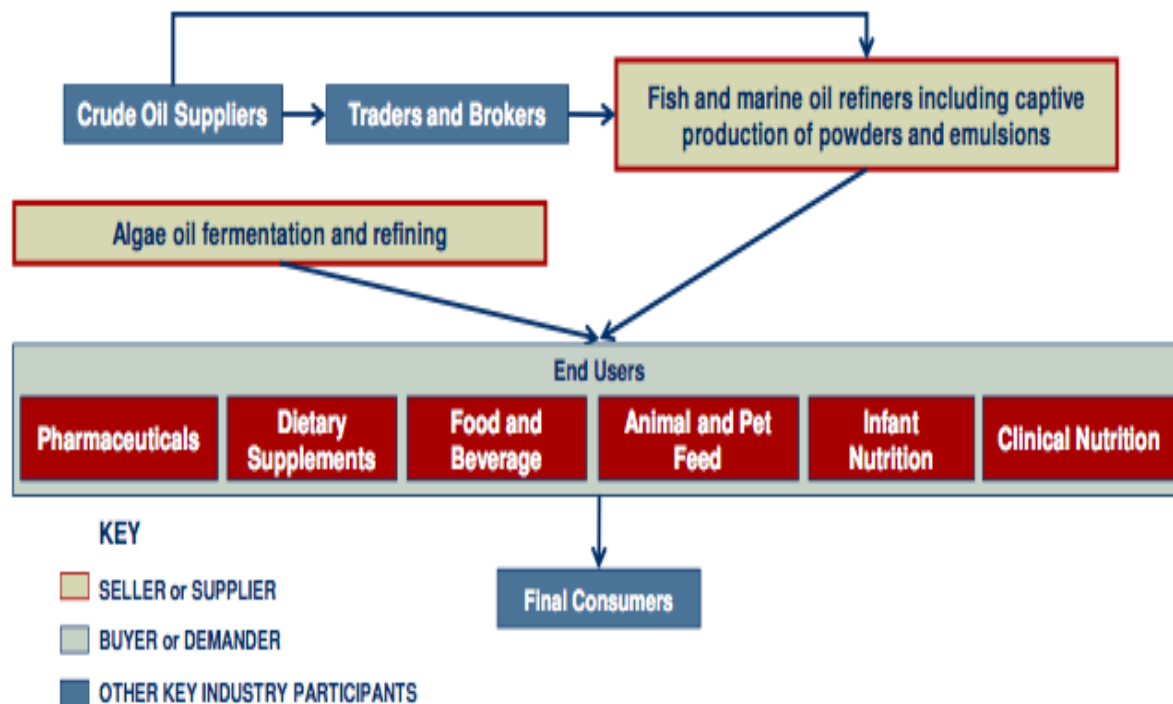 Crude Oil Suppliers
Traders and Brokers
Fish and marine oil refiners including captive
production of powders and emulsions
Algae oil fermentation and refining
End Users
Pharmaceuticals
Dietary
Supplements
Food and
Beverage
Animal and Pet
Feed
Infant
Nutrition
Clinical Nutrition
KEY
SELLER or SUPPLIER
BUYER or DEMANDER
OTHER KEY INDUSTRY PARTICIPANTS
Final Consumers